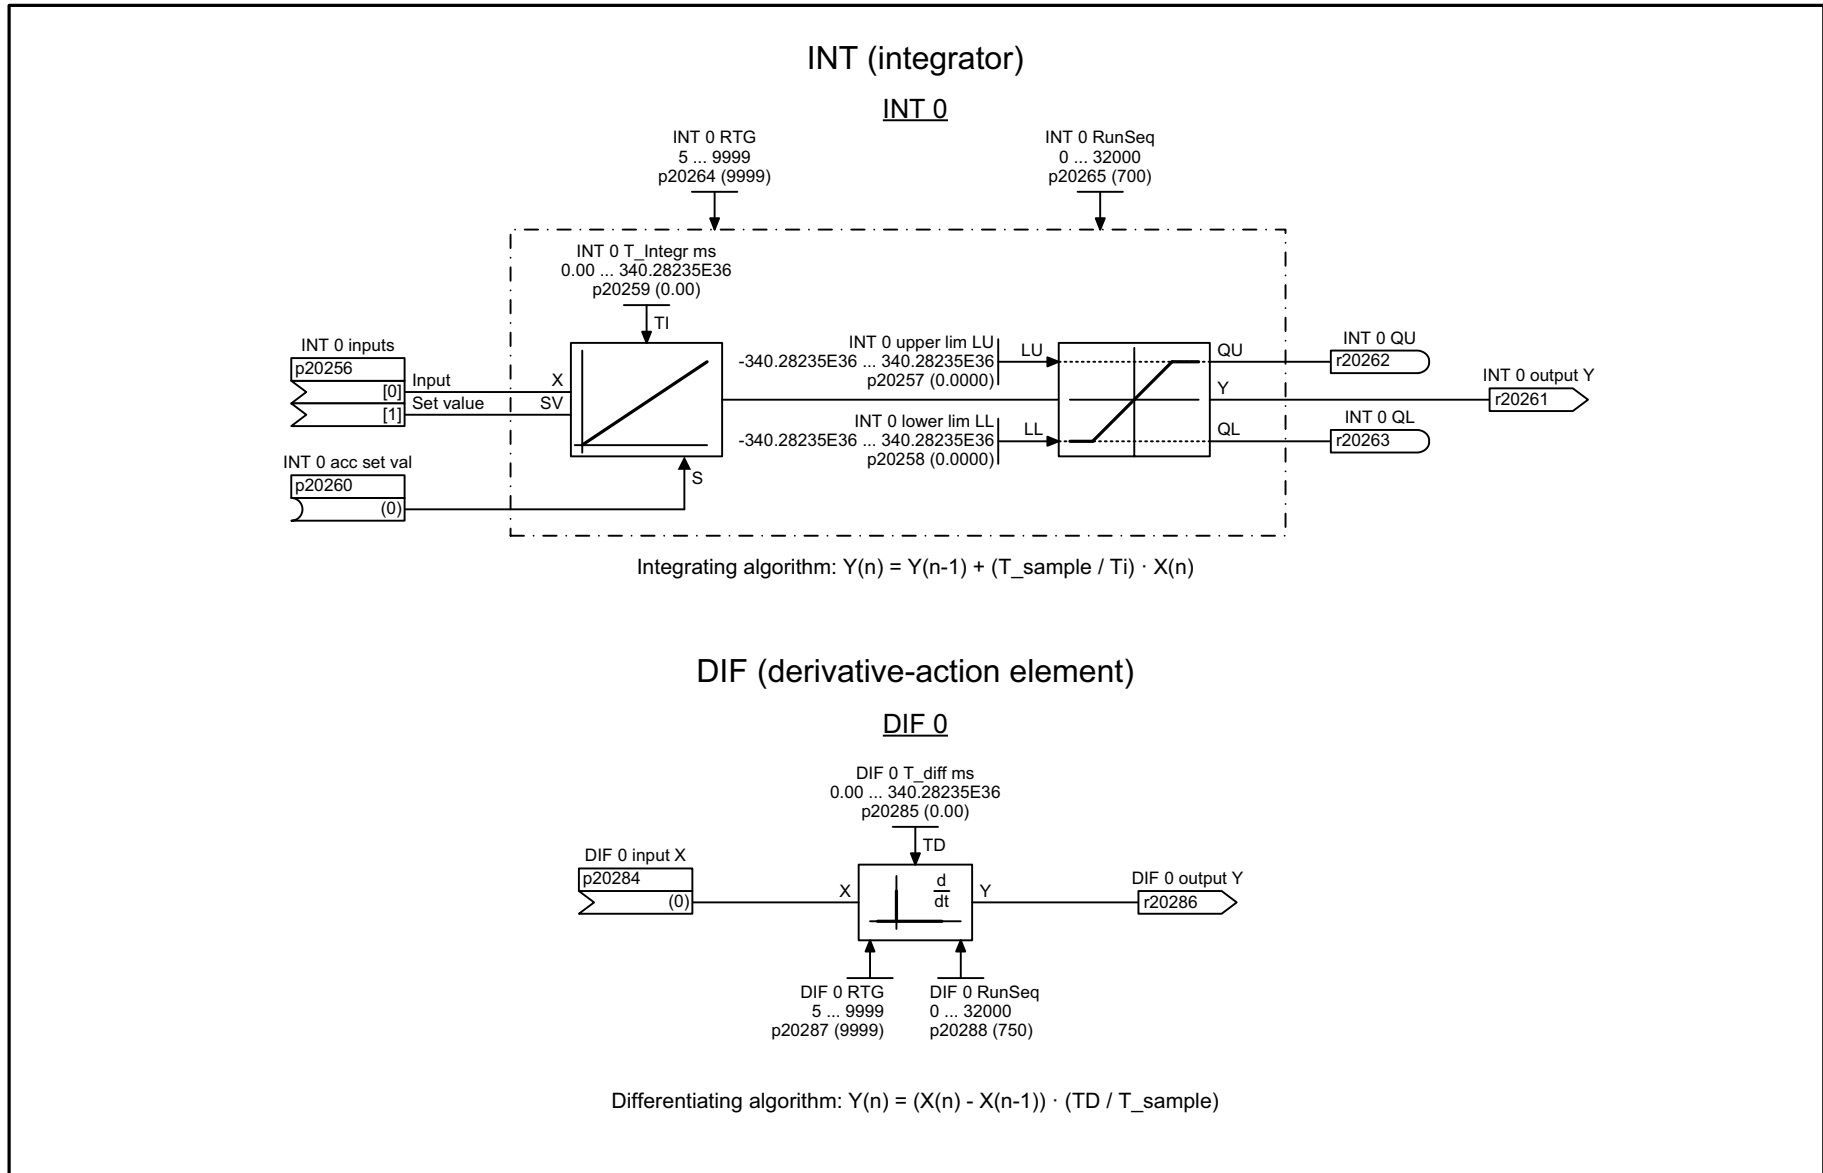 INT (integrator)
INT 0
INT 0 RTG
5 ... 9999
p20264 (9999)
INT 0 RunSeq
0 ... 32000
p20265 (700)
INT 0 T_Integr ms
0.00 ... 340.28235E36
p20259 (0.00)
TI
INT 0 inputs
p20256
[0]
[1]
Input
Set value
X
SV
INT 0 acc set val
p20260
(0)
S
INT 0 upper lim LU
-340.28235E36 ... 340.28235E36
p20257 (0.0000)
LU
INT 0 lower lim LL
-340.28235E36 ... 340.28235E36
p20258 (0.0000)
LL
QU
Y
QL
INT 0 QU
r20262
INT 0 output Y
r20261
INT 0 QL
r20263
Integrating algorithm: Y(n) = Y(n-1) + (T_sample / Ti) · X(n)
DIF (derivative-action element)
DIF 0
DIF 0 T_diff ms
0.00 ... 340.28235E36
p20285 (0.00)
TD
DIF 0 input X
p20284
(0)
X
d
dt
Y
DIF 0 output Y
r20286
DIF 0 RTG
5 ... 9999
p20287 (9999)
DIF 0 RunSeq
0 ... 32000
p20288 (750)
Differentiating algorithm: Y(n) = (X(n) - X(n-1)) · (TD / T_sample)